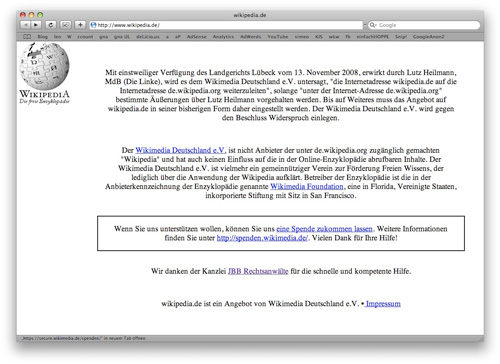 wikipedia.de
http://www.wikipedia.de/
Google
Blog leo W count gna gna.SL del.icio.us a aP AdSense Analytics AdWords YouTube vimeo KB fh fb einfachHOPPE Srapl GoogleAnon2
WIKIPEDIA
Die freie Enzyklopädie
Mit einstweiliger Verfügung des Landgerichts Lübeck vom 13. November 2008, erwirkt durch Lutz Heilmann,
MdB (Die Linke), wird es dem Wikimedia Deutschland e.V. untersagt, "die Internetadresse wikipedia.de auf die
Internetadresse de.wikipedia.org weiterzuleiten", solange "unter der Internet-Adresse de.wikipedia.org"
bestimmte Äußerungen über Lutz Heilmann vorgehalten werden. Bis auf Weiteres muss das Angebot auf
wikipedia.de in seiner bisherigen Form daher eingestellt werden. Der Wikimedia Deutschland e.V. wird gegen
den Beschluss Widerspruch einlegen.
Der Wikimedia Deutschland e.V. ist nicht Anbieter der unter de.wikipedia.org zugänglich gemachten
"Wikipedia" und hat auch keinen Einfluss auf die in der Online-Enzyklopädie abrufbaren Inhalte. Der
Wikimedia Deutschland e.V. ist vielmehr ein gemeinnütziger Verein zur Förderung Freien Wissens, der
lediglich über die Anwendung der Wikipedia aufklärt. Betreiber der Enzyklopädie ist die in der
Anbieterkennzeichnung der Enzyklopädie genannte Wikimedia Foundation, eine in Florida, Vereinigte Staaten,
inkorporierte Stiftung mit Sitz in San Francisco.
Wenn Sie uns unterstützen wollen, können Sie uns eine Spende zukommen lassen. Weitere Informationen
finden Sie unter http://spenden.wikimedia.de/. Vielen Dank für Ihre Hilfe!
Wir danken der Kanzlei JBB Rechtsanwälte für die schnelle und kompetente Hilfe.
wikipedia.de ist ein Angebot von Wikimedia Deutschland e.V. • Impressum
„https://secure.wikimedia.de/spenden/" in neuem Tab öffnen